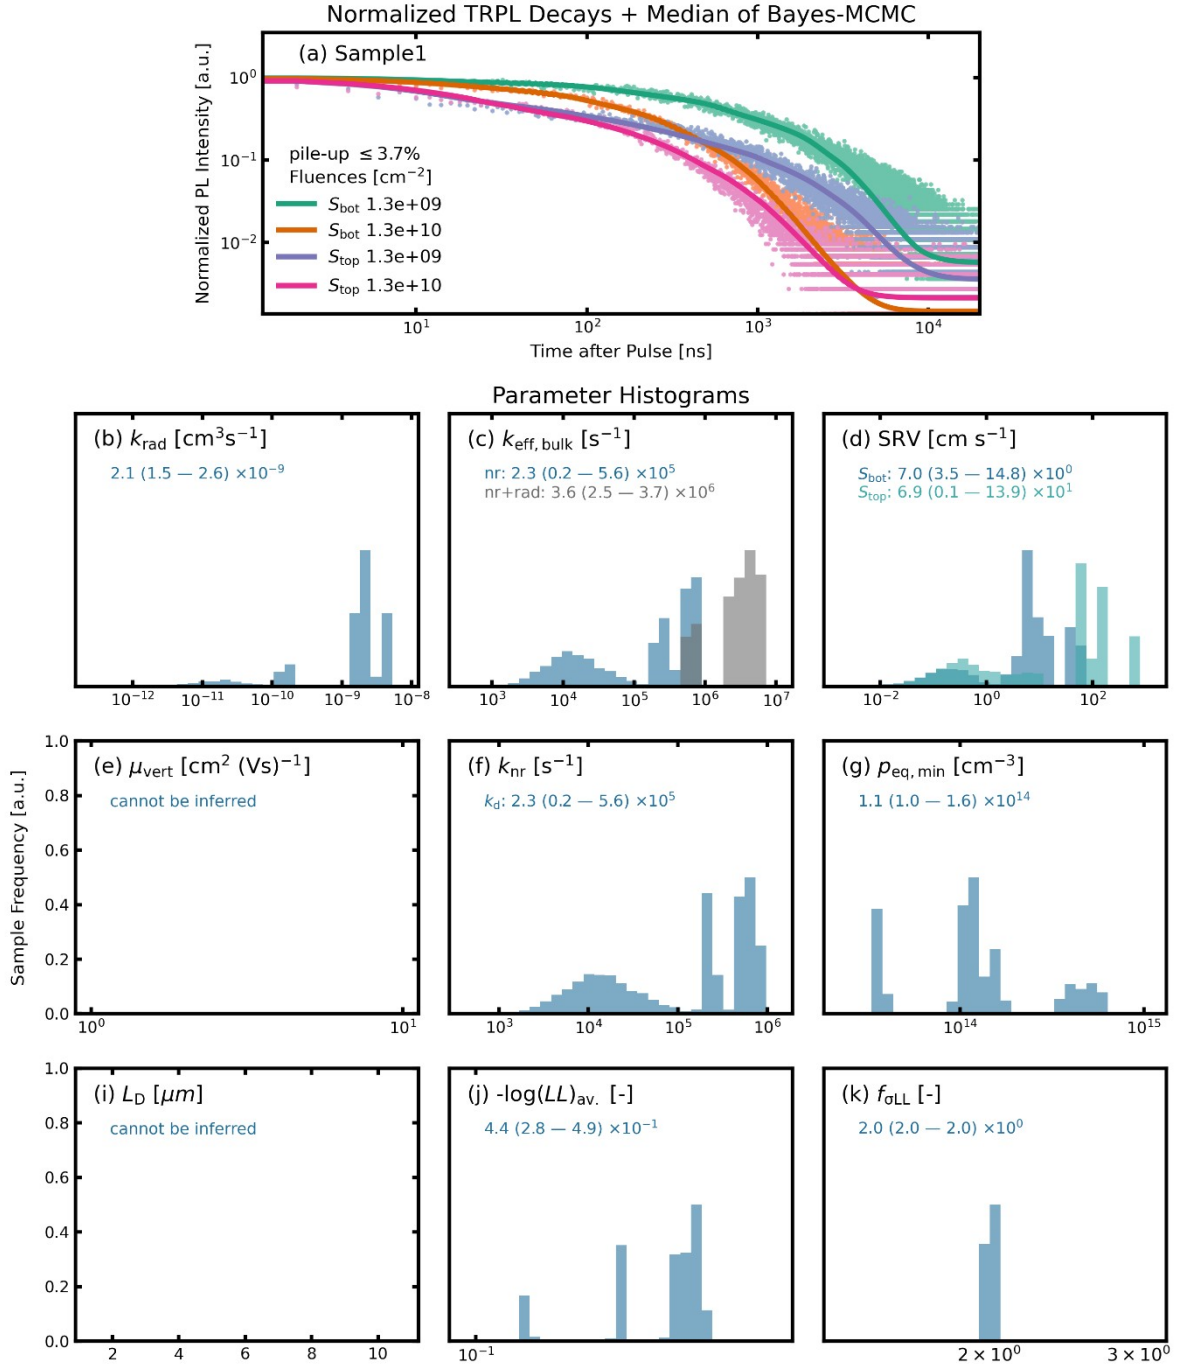 Normalized TRPL Decays + Median of Bayes-MCMC
(a) Sample1
Normalized PL Intensity [a.u.]
10⁰
10⁻¹
10⁻²
pile-up ≤3.7%
Fluences [cm⁻²]
S_bot 1.3e+09
S_bot 1.3e+10
S_top 1.3e+09
S_top 1.3e+10
10¹ 10² 10³ 10⁴
Time after Pulse [ns]
Parameter Histograms
(b) k_rad [cm³s⁻¹]
2.1 (1.5 — 2.6) ×10⁻⁹
10⁻¹² 10⁻¹¹ 10⁻¹⁰ 10⁻⁹ 10⁻⁸
(c) k_eff, bulk [s⁻¹]
nr: 2.3 (0.2 — 5.6) ×10⁵
nr+rad: 3.6 (2.5 — 3.7) ×10⁶
10³ 10⁴ 10⁵ 10⁶ 10⁷
(d) SRV [cm s⁻¹]
S_bot: 7.0 (3.5 — 14.8) ×10⁰
S_top: 6.9 (0.1 — 13.9) ×10¹
10⁻² 10⁰ 10²
Sample Frequency [a.u.]
(e) μ_vert [cm² (Vs)⁻¹]
cannot be inferred
1.0
0.8
0.6
0.4
0.2
0.0
10⁰ 10¹
(f) k_nr [s⁻¹]
k_d: 2.3 (0.2 — 5.6) ×10⁵
10³ 10⁴ 10⁵ 10⁶
(g) p_eq, min [cm⁻³]
1.1 (1.0 — 1.6) ×10¹⁴
10¹⁴ 10¹⁵
(i) L_D [μm]
cannot be inferred
1.0
0.8
0.6
0.4
0.2
0.0
2 4 6 8 10
(j) -log(LL)_av. [-]
4.4 (2.8 — 4.9) ×10⁻¹
10⁻¹
(k) f_σLL [-]
2.0 (2.0 — 2.0) ×10⁰
2 × 10⁰ 3 × 10⁰